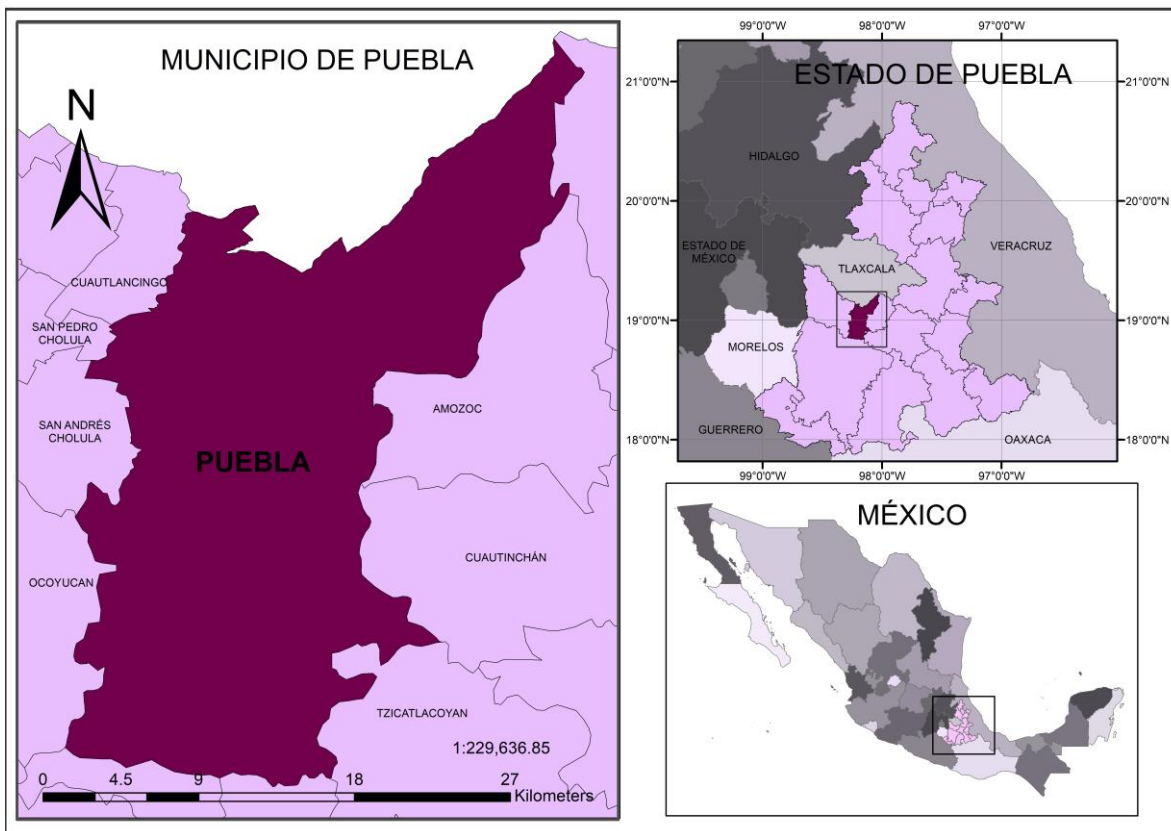 MUNICIPIO DE PUEBLA
N
CUAUTLANCINGO
SAN PEDRO
CHOLULA
SAN ANDRÉS
CHOLULA
AMOZOC
PUEBLA
CUAUTINCHÁN
OCOYUCAN
TZICATLACOYAN
1:229,636.85
0 4.5 9 18 27
Kilometers
99°0'0"W 98°0'0"W 97°0'0"W
ESTADO DE PUEBLA
21°0'0"N 21°0'0"N
HIDALGO
20°0'0"N 20°0'0"N
ESTADO DE
MÉXICO
VERACRUZ
TLAXCALA
19°0'0"N 19°0'0"N
MORELOS
GUERRERO
18°0'0"N 18°0'0"N
OAXACA
99°0'0"W 98°0'0"W 97°0'0"W
MÉXICO